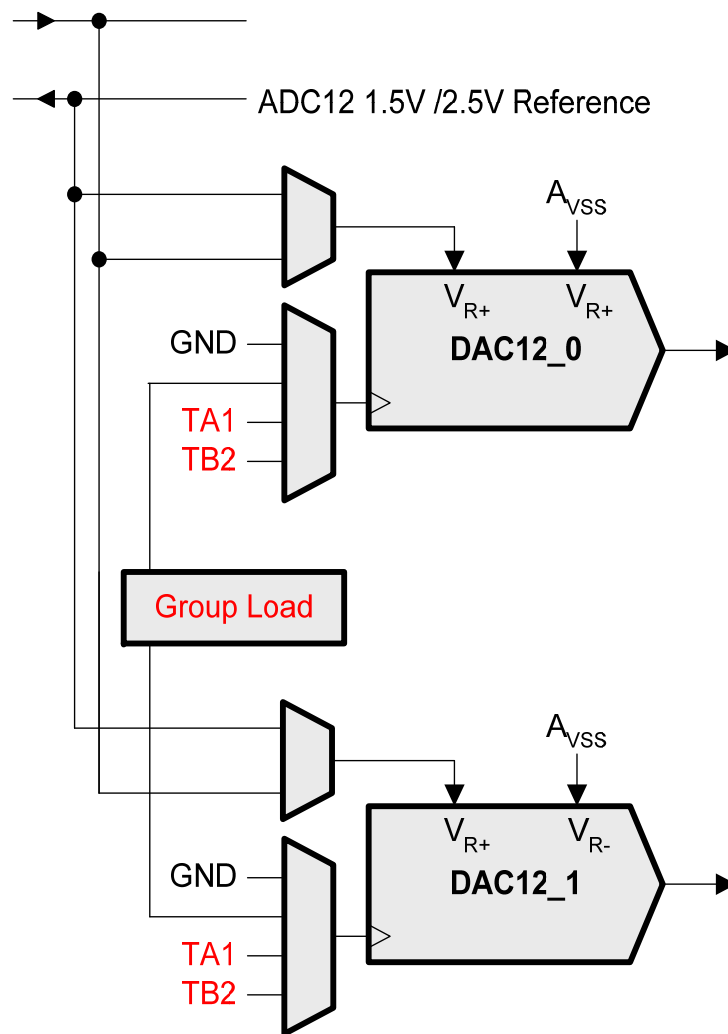 ADC12 1.5V /2.5V Reference
AVSS
VR+ VR+
DAC12_0
GND
TA1
TB2
Group Load
AVSS
VR+ VR-
DAC12_1
GND
TA1
TB2